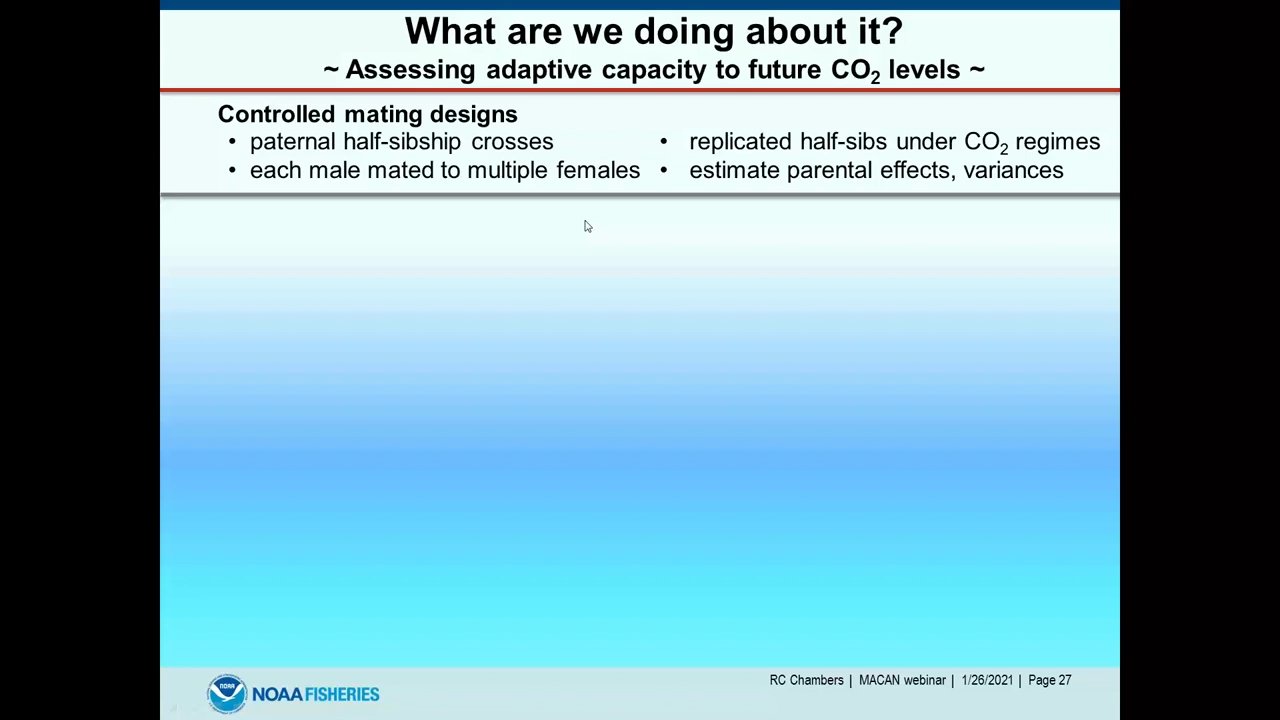 What are we doing about it?
~ Assessing adaptive capacity to future CO₂ levels ~
Controlled mating designs
• paternal half-sibship crosses
• each male mated to multiple females
• replicated half-sibs under CO₂ regimes
• estimate parental effects, variances
NOAA
NOAA FISHERIES
RC Chambers | MACAN webinar | 1/26/2021 | Page 27